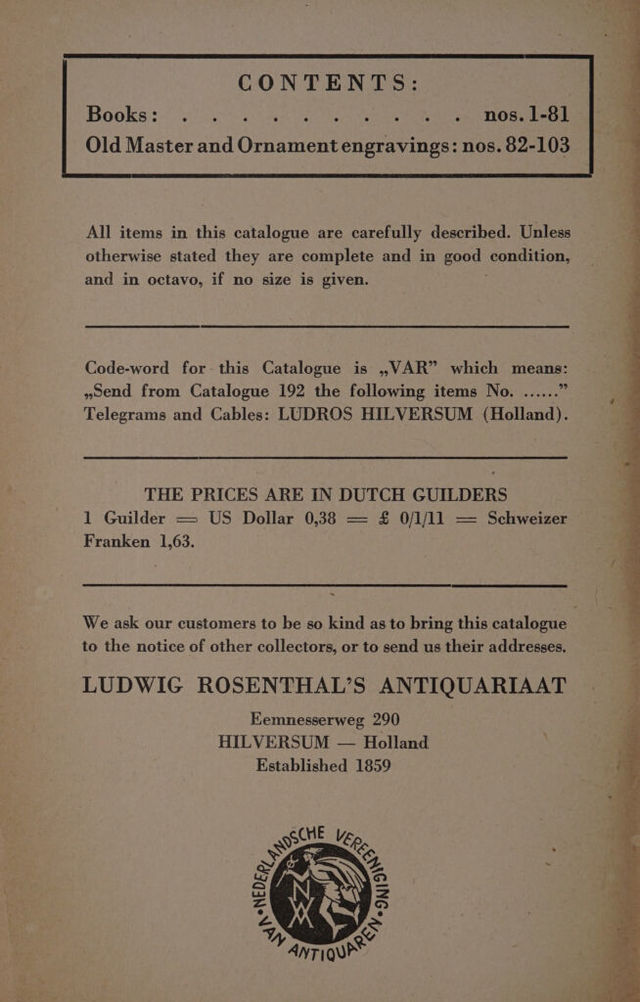 CONTENTS:
Books: . . . . . . . . . . nos. 1-81
Old Master and Ornament engravings: nos. 82-103
All items in this catalogue are carefully described. Unless
otherwise stated they are complete and in good condition,
and in octavo, if no size is given.
Code-word for this Catalogue is „VAR” which means:
„Send from Catalogue 192 the following items No. ......”
Telegrams and Cables: LUDROS HILVERSUM (Holland).
THE PRICES ARE IN DUTCH GUILDERS
1 Guilder = US Dollar 0,38 = £ 0/1/11 = Schweizer
Franken 1,63.
We ask our customers to be so kind as to bring this catalogue
to the notice of other collectors, or to send us their addresses.
LUDWIG ROSENTHAL'S ANTIQUARIAAT
Eemnesserweg 290
HILVERSUM — Holland
Established 1859
NEDERLANDSCHE VEREENIGING
VAN ANTIQUAREN